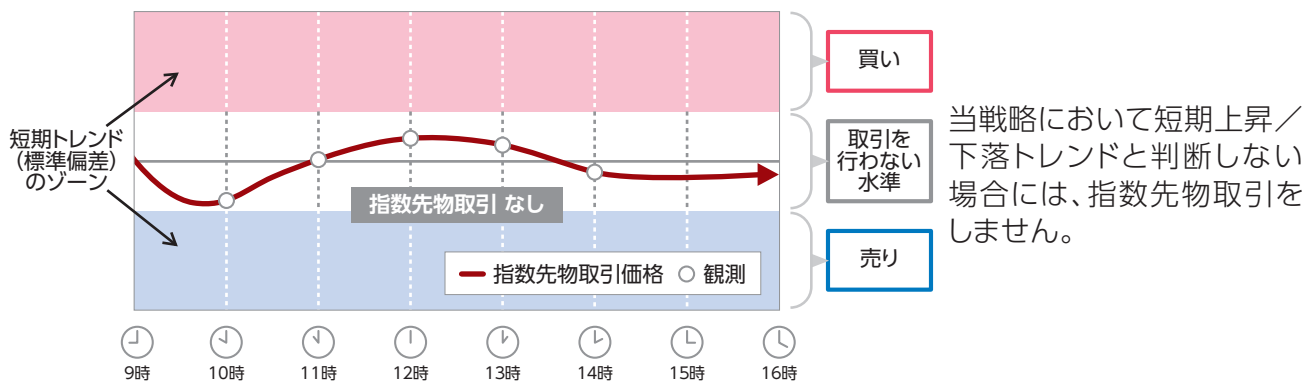 買い
短期トレンド
（標準偏差）
のゾーン
取引を
行わない
水準
当戦略において短期上昇／
下落トレンドと判断しない
場合には、指数先物取引を
しません。
指数先物取引 なし
売り
指数先物取引価格 観測
9時 10時 11時 12時 13時 14時 15時 16時